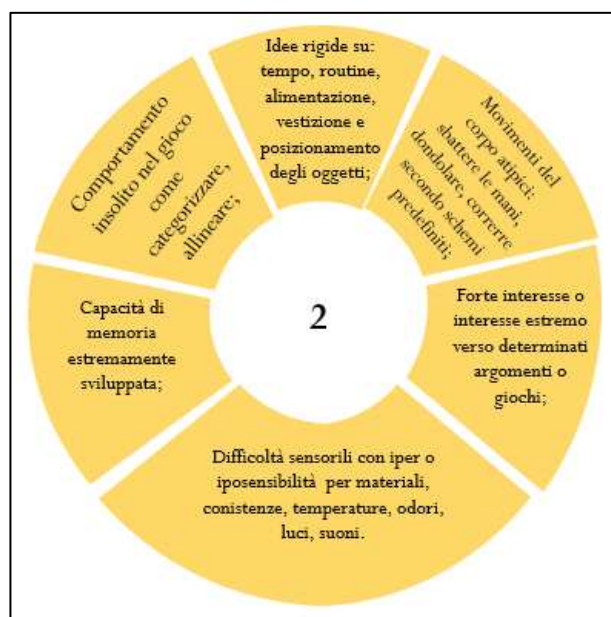 Idee rigide su:
tempo, routine,
alimentazione,
vestizione e
posizionamento
degli oggetti;
Movimenti del
corpo atipici:
sbattere le mani,
dondolare, correrre
secondo schemi
predefiniti;
Forte interesse o
interesse estremo
verso determinati
argomenti o
giochi;
Difficoltà sensorili con iper o
iposensibilità per materiali,
conistenze, temperature, odori,
luci, suoni.
Capacità di
memoria
estremamente
sviluppata;
Comportamento
insolito nel gioco
come
categorizzare,
allineare;
2